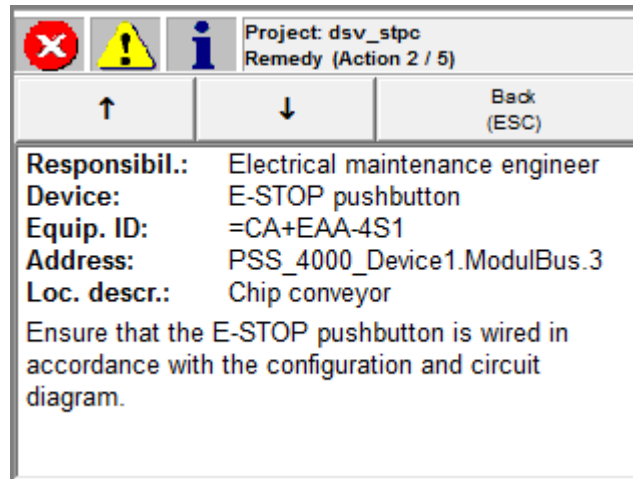 Project: dsv_stpc
Remedy (Action 2 / 5)
↑ ↓ Back
(ESC)
Responsibil.: Electrical maintenance engineer
Device: E-STOP pushbutton
Equip. ID: =CA+EAA-4S1
Address: PSS_4000_Device1.ModulBus.3
Loc. descr.: Chip conveyor
Ensure that the E-STOP pushbutton is wired in
accordance with the configuration and circuit
diagram.